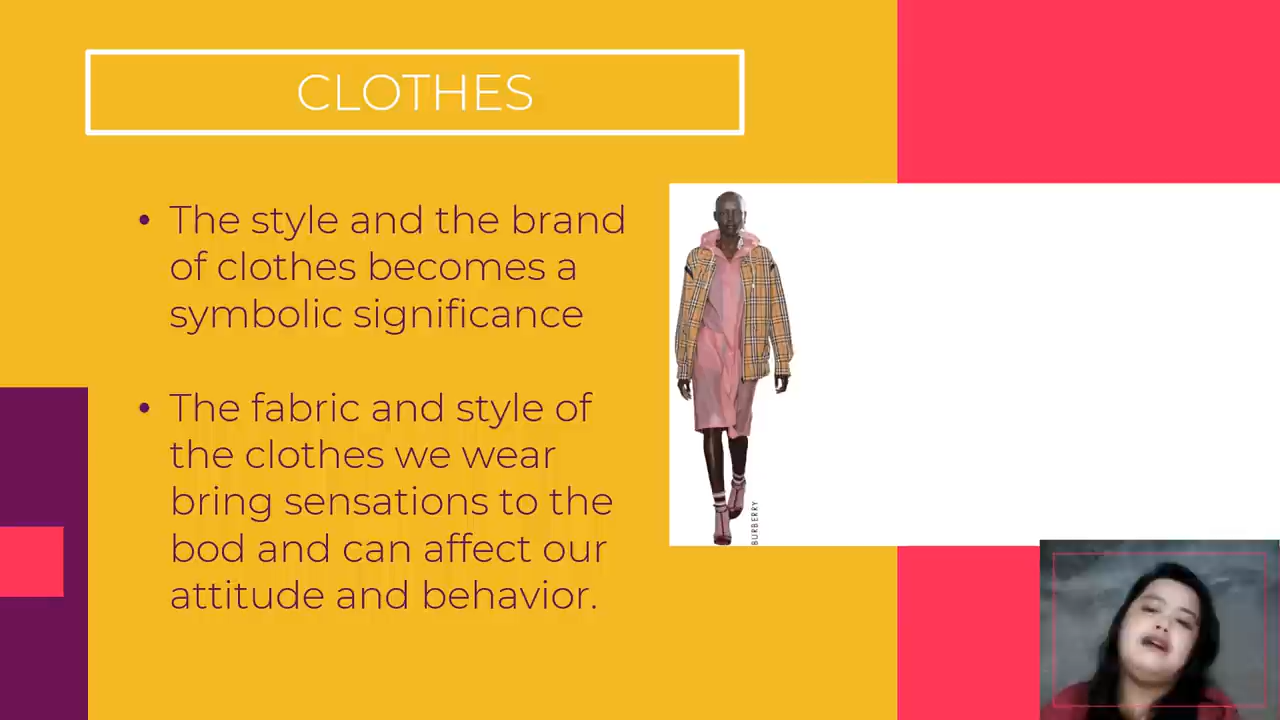 CLOTHES
• The style and the brand
of clothes becomes a
symbolic significance
• The fabric and style of
the clothes we wear
bring sensations to the
bod and can affect our
attitude and behavior.
BURBERRY